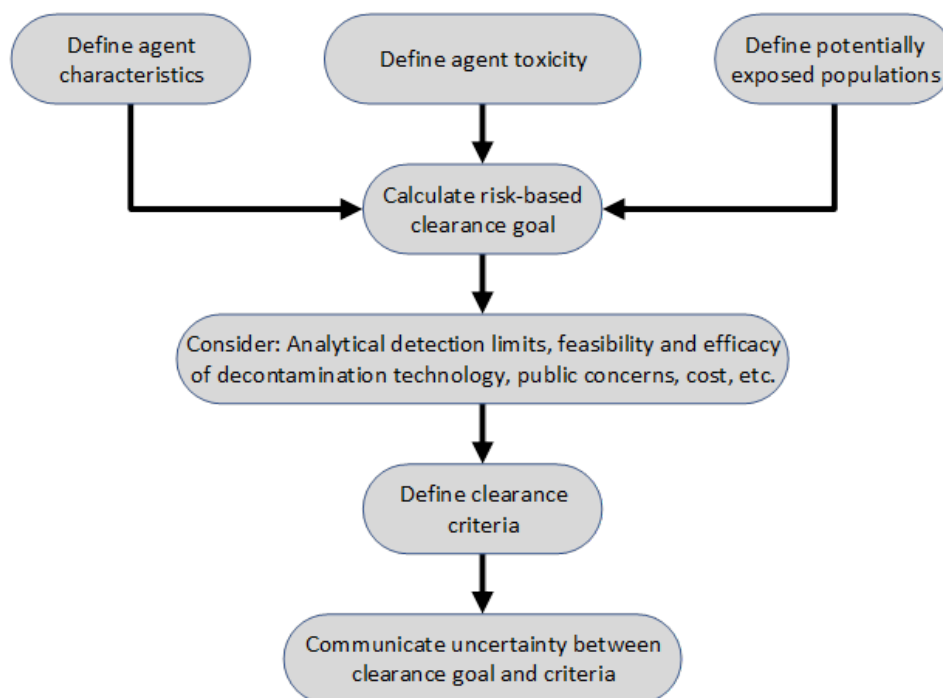 Define agent
characteristics
Define agent toxicity
Define potentially
exposed populations
Calculate risk-based
clearance goal
Consider: Analytical detection limits, feasibility and efficacy
of decontamination technology, public concerns, cost, etc.
Define clearance
criteria
Communicate uncertainty between
clearance goal and criteria